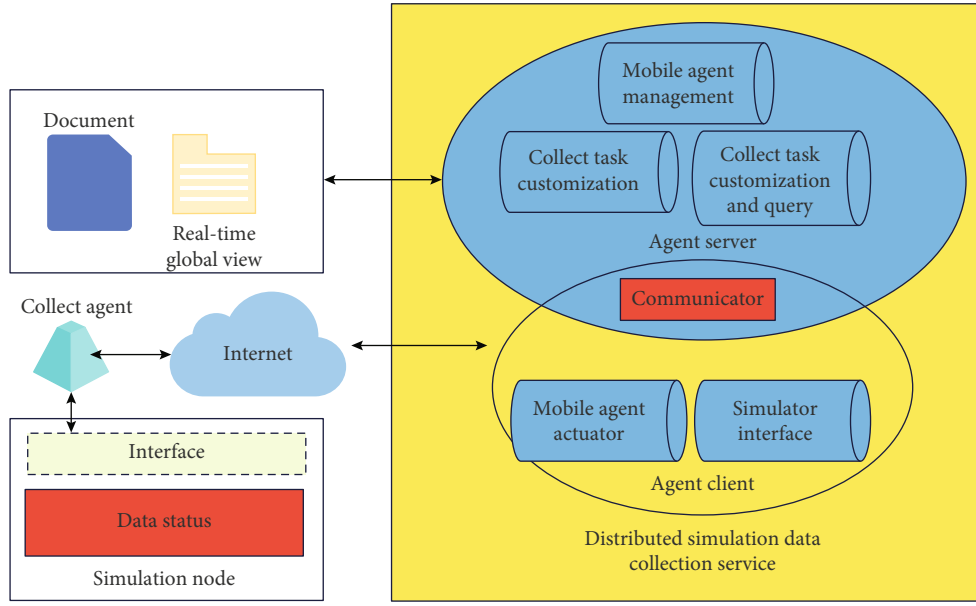 Document
Real-time
global view
Collect agent
Internet
Interface
Data status
Simulation node
Mobile agent
management
Collect task
customization
Collect task
customization
and query
Agent server
Communicator
Mobile agent
actuator
Simulator
interface
Agent client
Distributed simulation data
collection service